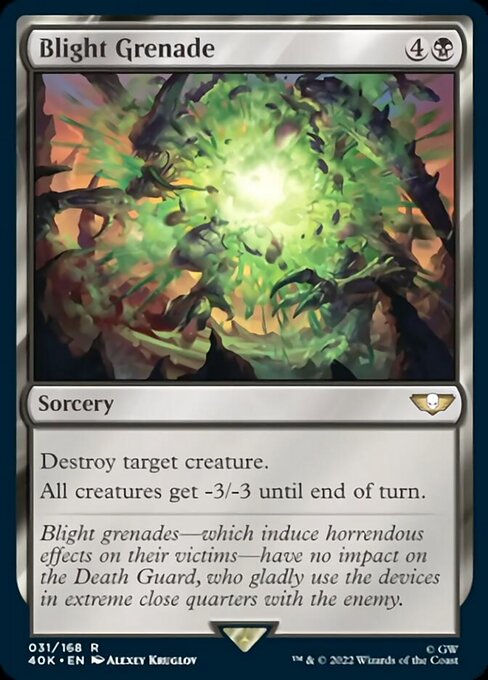 Blight Grenade 4
Sorcery
Destroy target creature.
All creatures get -3/-3 until end of turn.
Blight grenades—which induce horrendous
effects on their victims—have no impact on
the Death Guard, who gladly use the devices
in extreme close quarters with the enemy.
031/168 R
40K • EN Alexey Kruglov
© GW
™ & © 2022 Wizards of the Coast